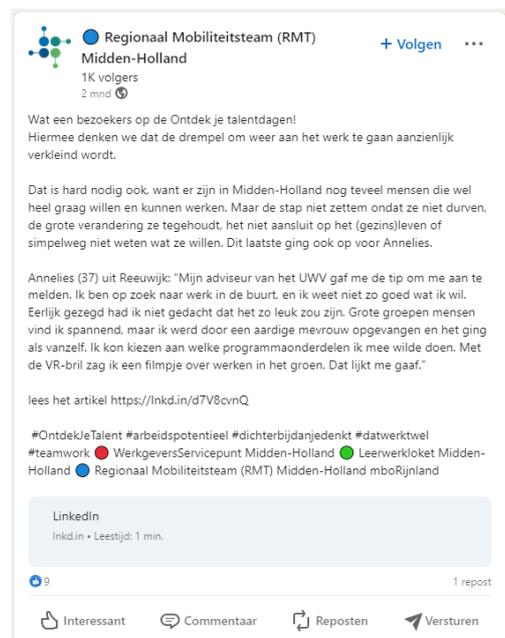 Regionaal Mobiliteitsteam (RMT)
Midden-Holland
+ Volgen
1K volgers
2 mnd
Wat een bezoekers op de Ontdek je talentdagen!
Hiermee denken we dat de drempel om weer aan het werk te gaan aanzienlijk
verkleind wordt.
Dat is hard nodig ook, want er zijn in Midden-Holland nog teveel mensen die wel
heel graag willen en kunnen werken. Maar de stap niet zettem ondat ze niet durven,
de grote verandering ze tegehoudt, het niet aansluit op het (gezins)leven of
simpelweg niet weten wat ze willen. Dit laatste ging ook op voor Annelies.
Annelies (37) uit Reeuwijk: "Mijn adviseur van het UWV gaf me de tip om me aan te
melden. Ik ben op zoek naar werk in de buurt, en ik weet niet zo goed wat ik wil.
Eerlijk gezegd had ik niet gedacht dat het zo leuk zou zijn. Grote groepen mensen
vind ik spannend, maar ik werd door een aardige mevrouw opgevangen en het ging
als vanzelf. Ik kon kiezen aan welke programmaonderdelen ik mee wilde doen. Met
de VR-bril zag ik een filmpje over werken in het groen. Dat lijkt me gaaf."
lees het artikel https://lnkd.in/d7V8cvnQ
#OntdekJeTalent #arbeidspotentieel #dichterbijdanjedenkt #datwerktwel
#teamwork 🔴 WerkgeversServicepunt Midden-Holland 🟢 Leerwerkloket Midden-
Holland 🔵 Regionaal Mobiliteitsteam (RMT) Midden-Holland mboRijnland
LinkedIn
lnkd.in • Leestijd: 1 min.
9
1 repost
Interessant
Commentaar
Reposten
Versturen